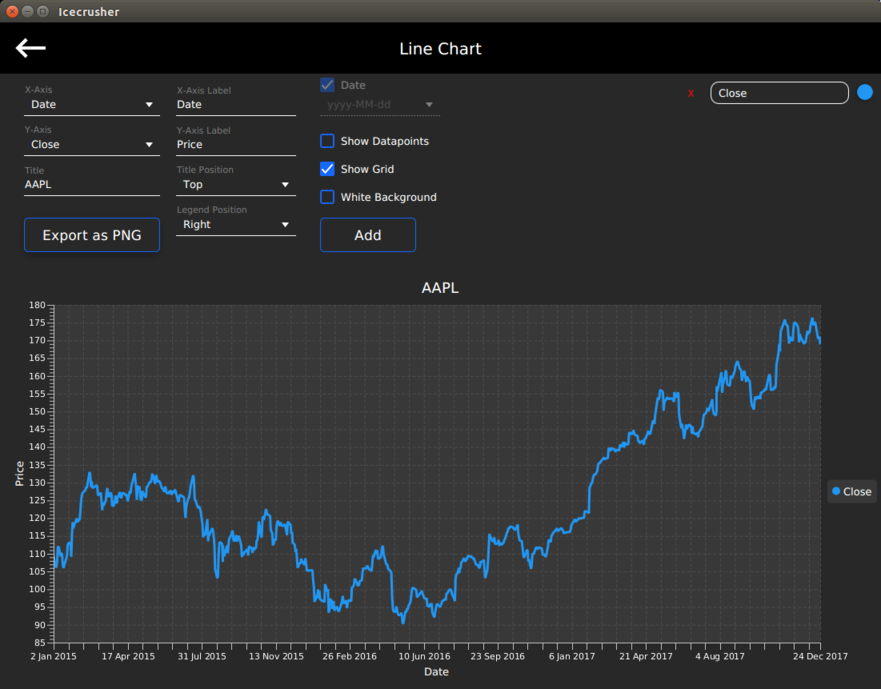 Icecrusher
Line Chart
X-Axis
Date
Y-Axis
Close
Title
AAPL
Export as PNG
X-Axis Label
Date
Y-Axis Label
Price
Title Position
Top
Legend Position
Right
Date
yyyy-MM-dd
Show Datapoints
Show Grid
White Background
Add
X
Close
AAPL
180
175
170
165
160
155
150
145
140
135
130
125
120
115
110
105
100
95
90
85
Price
2 Jan 2015
17 Apr 2015
31 Jul 2015
13 Nov 2015
26 Feb 2016
10 Jun 2016
23 Sep 2016
6 Jan 2017
21 Apr 2017
4 Aug 2017
24 Dec 2017
Date
Close